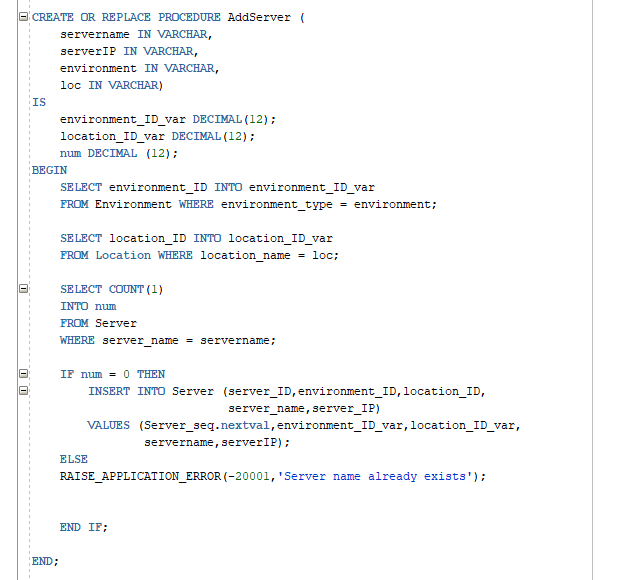 CREATE OR REPLACE PROCEDURE AddServer (
    servername IN VARCHAR,
    serverIP IN VARCHAR,
    environment IN VARCHAR,
    loc IN VARCHAR)
IS
    environment_ID_var DECIMAL(12);
    location_ID_var DECIMAL(12);
    num DECIMAL (12);
BEGIN
    SELECT environment_ID INTO environment_ID_var
    FROM Environment WHERE environment_type = environment;

    SELECT location_ID INTO location_ID_var
    FROM Location WHERE location_name = loc;

    SELECT COUNT(1)
    INTO num
    FROM Server
    WHERE server_name = servername;

    IF num = 0 THEN
        INSERT INTO Server (server_ID,environment_ID,location_ID,
                            server_name,server_IP)
        VALUES (Server_seq.nextval,environment_ID_var,location_ID_var,
                servername,serverIP);
    ELSE
    RAISE_APPLICATION_ERROR(-20001,'Server name already exists');


    END IF;

END;